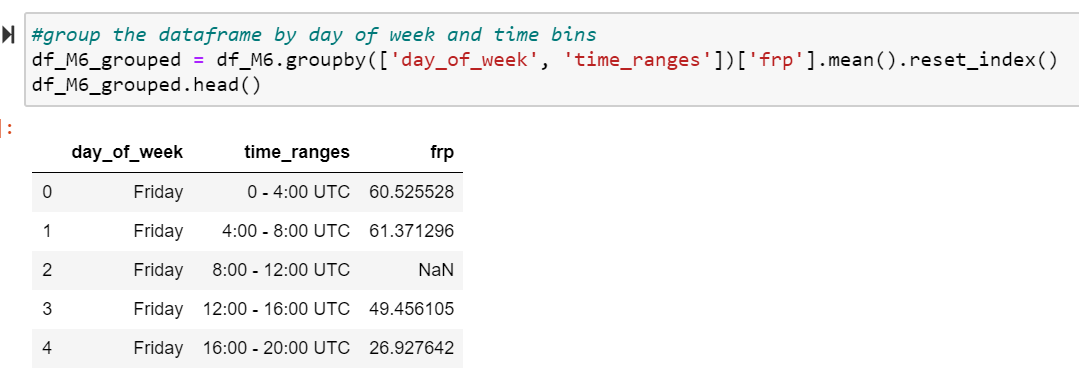 #group the dataframe by day of week and time bins
df_M6_grouped = df_M6.groupby(['day_of_week', 'time_ranges'])['frp'].mean().reset_index()
df_M6_grouped.head()
]:
day_of_week time_ranges frp
0 Friday 0 - 4:00 UTC 60.525528
1 Friday 4:00 - 8:00 UTC 61.371296
2 Friday 8:00 - 12:00 UTC NaN
3 Friday 12:00 - 16:00 UTC 49.456105
4 Friday 16:00 - 20:00 UTC 26.927642